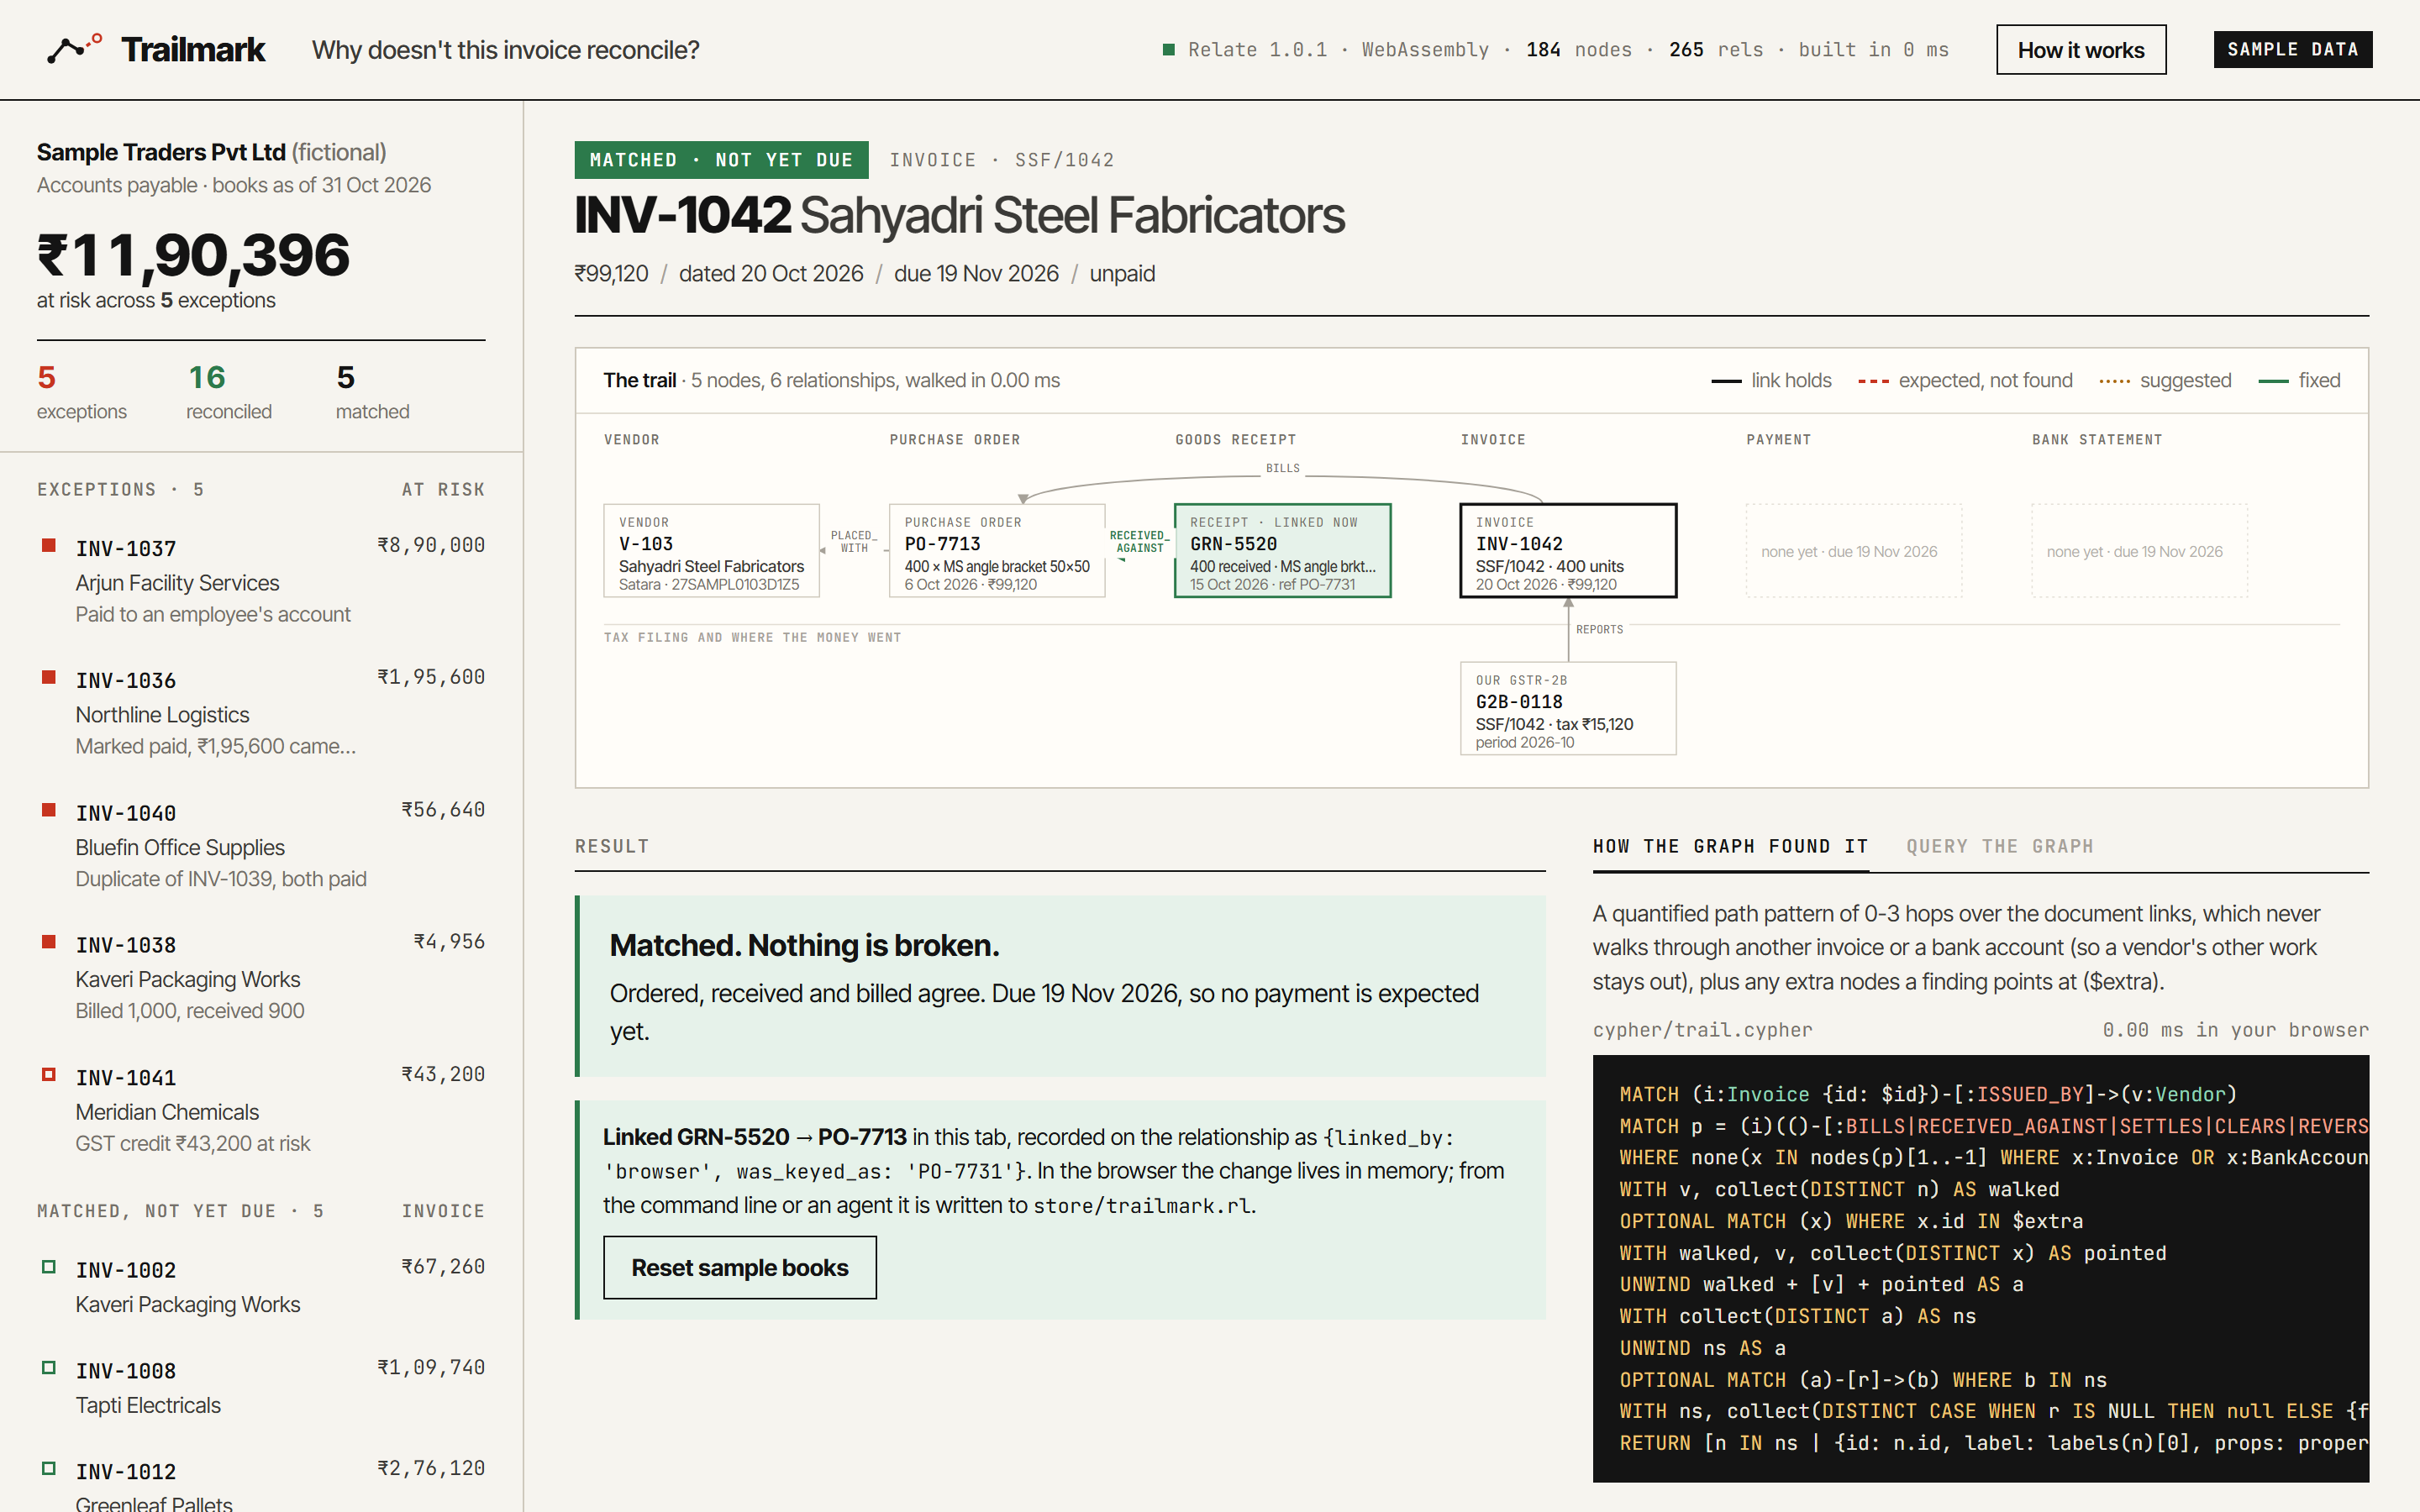 Trailmark
Why doesn't this invoice reconcile?
Relate 1.0.1 · WebAssembly · 184 nodes · 265 rels · built in 0 ms
How it works
SAMPLE DATA
Sample Traders Pvt Ltd (fictional)
Accounts payable · books as of 31 Oct 2026
₹11,90,396
at risk across 5 exceptions
5 16 5
exceptions reconciled matched
EXCEPTIONS · 5 AT RISK
INV-1037 ₹8,90,000
Arjun Facility Services
Paid to an employee's account
INV-1036 ₹1,95,600
Northline Logistics
Marked paid, ₹1,95,600 came...
INV-1040 ₹56,640
Bluefin Office Supplies
Duplicate of INV-1039, both paid
INV-1038 ₹4,956
Kaveri Packaging Works
Billed 1,000, received 900
INV-1041 ₹43,200
Meridian Chemicals
GST credit ₹43,200 at risk
MATCHED, NOT YET DUE · 5 INVOICE
INV-1002 ₹67,260
Kaveri Packaging Works
INV-1008 ₹1,09,740
Tapti Electricals
INV-1012 ₹2,76,120
Greenleaf Pallets
MATCHED · NOT YET DUE INVOICE · SSF/1042
INV-1042 Sahyadri Steel Fabricators
₹99,120 / dated 20 Oct 2026 / due 19 Nov 2026 / unpaid
The trail · 5 nodes, 6 relationships, walked in 0.00 ms
link holds expected, not found suggested fixed
VENDOR PURCHASE ORDER GOODS RECEIPT INVOICE PAYMENT BANK STATEMENT
BILLS
VENDOR
V-103
Sahyadri Steel Fabricators
Satara · 27SAMPL0103D1Z5
PLACED_
WITH
PURCHASE ORDER
PO-7713
400 × MS angle bracket 50×50
6 Oct 2026 · ₹99,120
RECEIVED_
AGAINST
RECEIPT · LINKED NOW
GRN-5520
400 received · MS angle brkt...
15 Oct 2026 · ref PO-7731
INVOICE
INV-1042
SSF/1042 · 400 units
20 Oct 2026 · ₹99,120
none yet · due 19 Nov 2026
none yet · due 19 Nov 2026
TAX FILING AND WHERE THE MONEY WENT
REPORTS
OUR GSTR-2B
G2B-0118
SSF/1042 · tax ₹15,120
period 2026-10
RESULT
Matched. Nothing is broken.
Ordered, received and billed agree. Due 19 Nov 2026, so no payment is expected
yet.
Linked GRN-5520 → PO-7713 in this tab, recorded on the relationship as {linked_by:
'browser', was_keyed_as: 'PO-7731'}. In the browser the change lives in memory; from
the command line or an agent it is written to store/trailmark.rl.
Reset sample books
HOW THE GRAPH FOUND IT QUERY THE GRAPH
A quantified path pattern of 0-3 hops over the document links, which never
walks through another invoice or a bank account (so a vendor's other work
stays out), plus any extra nodes a finding points at ($extra).
cypher/trail.cypher 0.00 ms in your browser
MATCH (i:Invoice {id: $id})-[:ISSUED_BY]->(v:Vendor)
MATCH p = (i)(()-[:BILLS|RECEIVED_AGAINST|SETTLES|CLEARS|REVERS
WHERE none(x IN nodes(p)[1..-1] WHERE x:Invoice OR x:BankAccoun
WITH v, collect(DISTINCT n) AS walked
OPTIONAL MATCH (x) WHERE x.id IN $extra
WITH walked, v, collect(DISTINCT x) AS pointed
UNWIND walked + [v] + pointed AS a
WITH collect(DISTINCT a) AS ns
UNWIND ns AS a
OPTIONAL MATCH (a)-[r]->(b) WHERE b IN ns
WITH ns, collect(DISTINCT CASE WHEN r IS NULL THEN null ELSE {f
RETURN [n IN ns | {id: n.id, label: labels(n)[0], props: proper